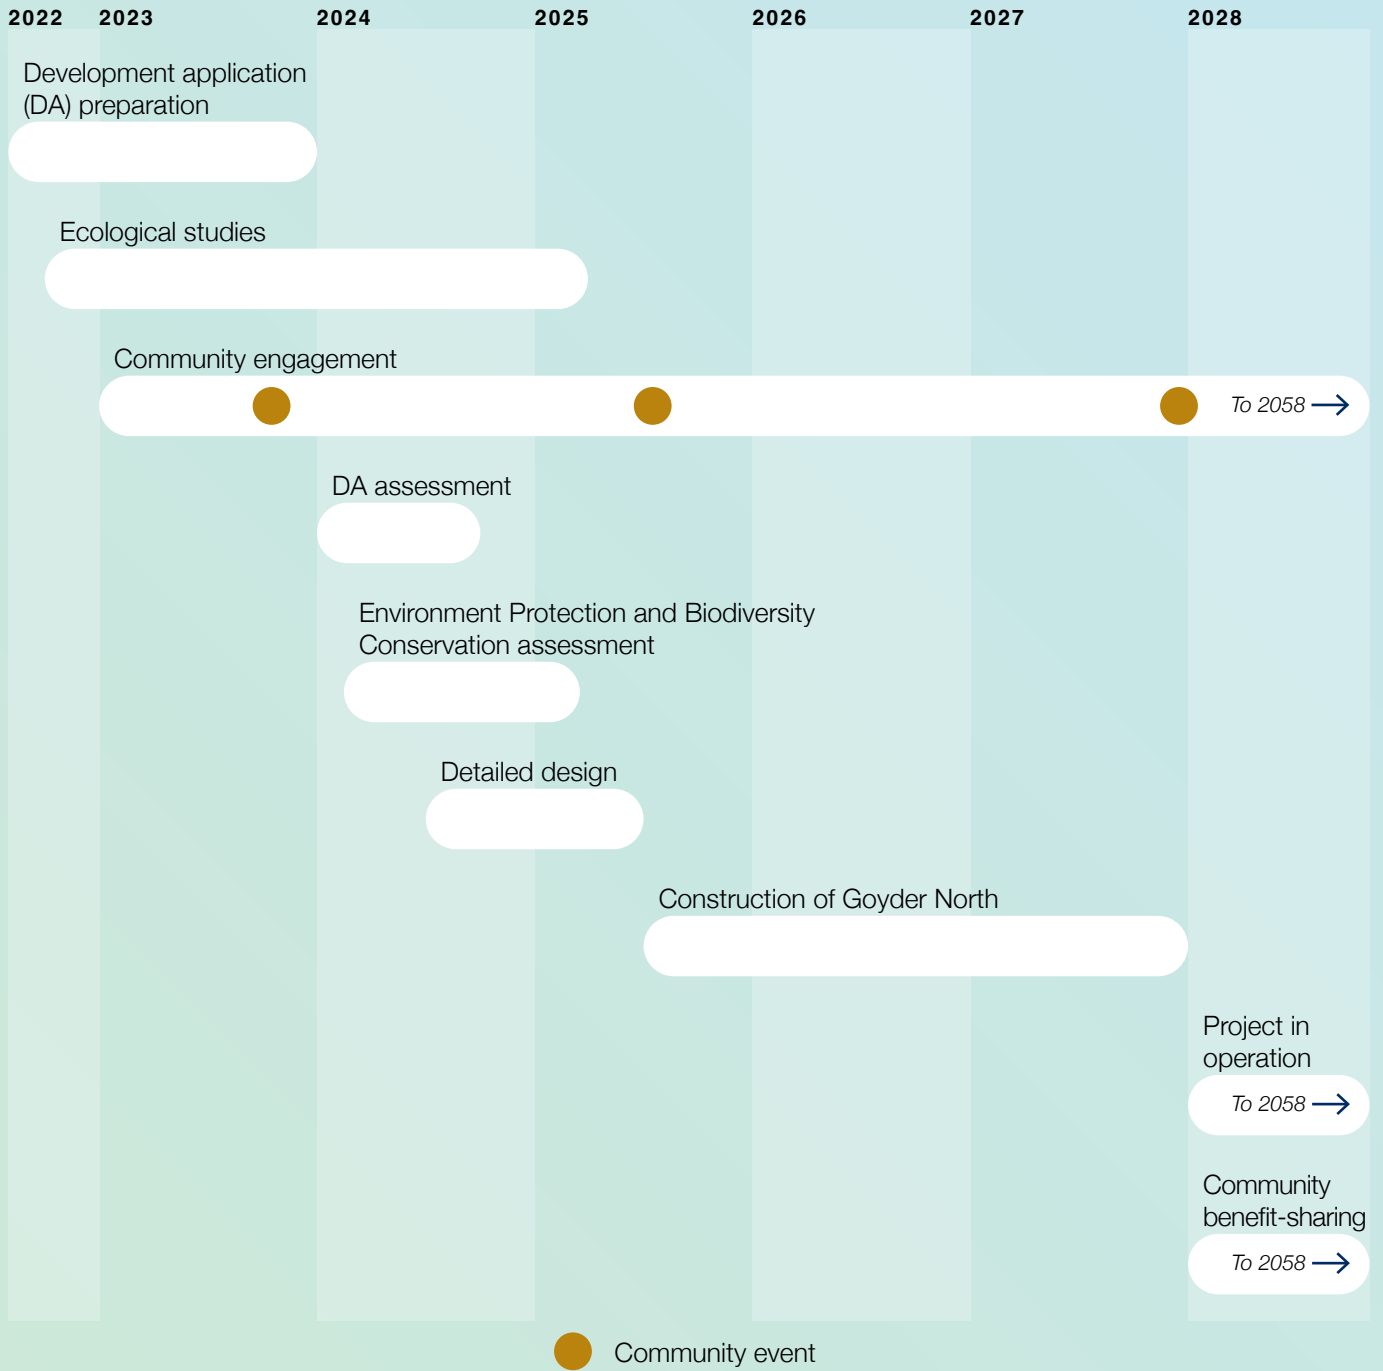 2022 2023 2024 2025 2026 2027 2028
Development application
(DA) preparation
Ecological studies
Community engagement
To 2058
DA assessment
Environment Protection and Biodiversity
Conservation assessment
Detailed design
Construction of Goyder North
Project in
operation
To 2058
Community
benefit-sharing
To 2058
Community event